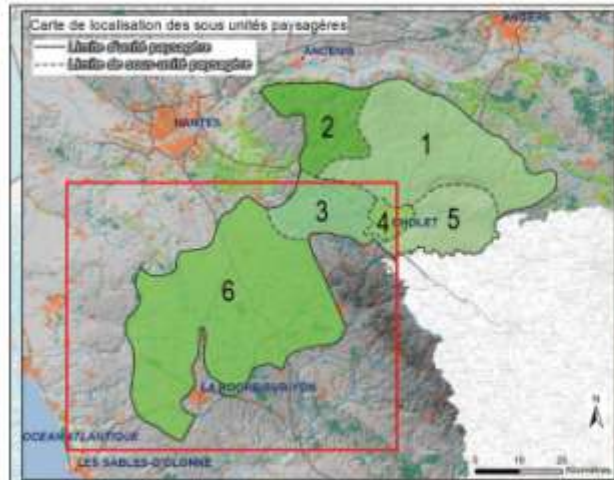 Carte de localisation des sous unités paysagères
Limite d'unité paysagère
Limite de sous-unité paysagère
ANGERS
ANCENIS
NANTES
2
1
3
4
CHOLET
5
6
LA ROCHE-SUR-YON
OCEAN ATLANTIQUE
LES SABLES-D'OLONNE
N
0
10
20
Kilomètres